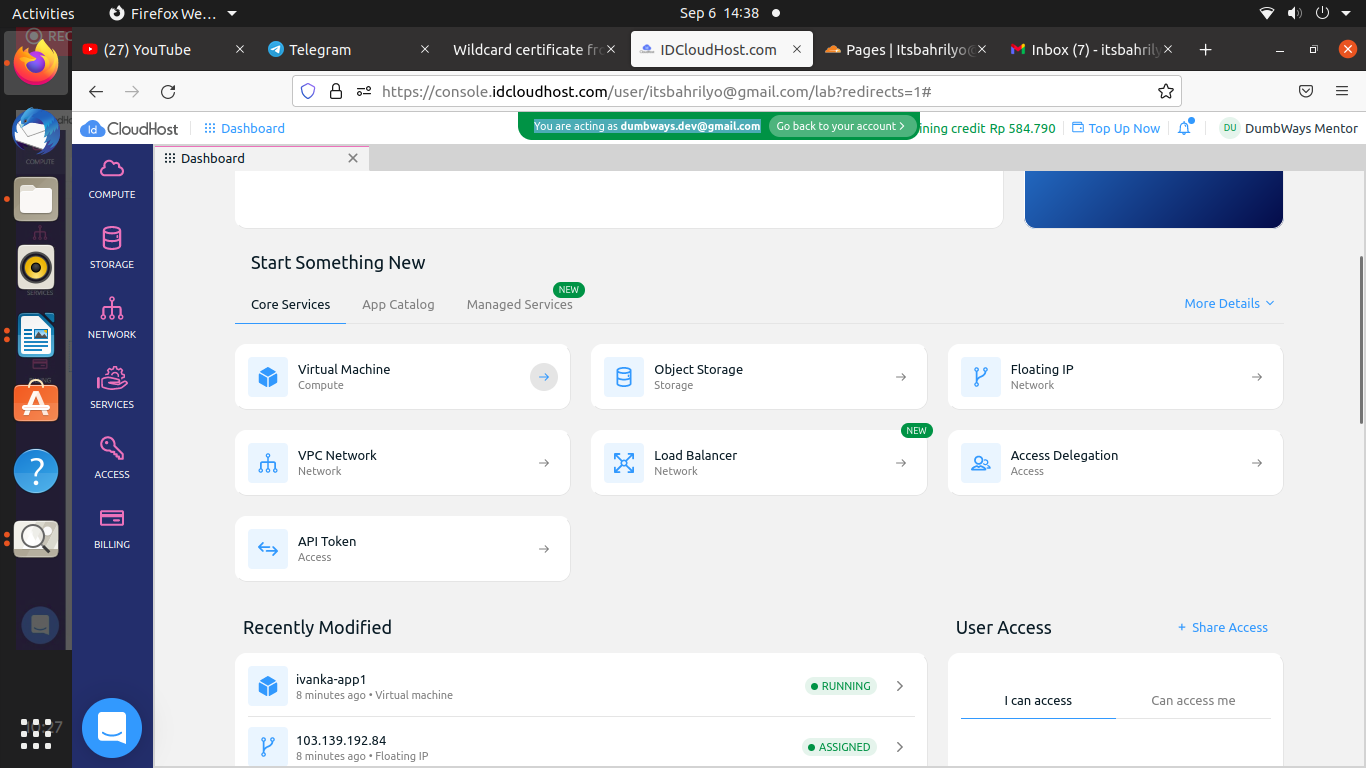 Activities
Firefox We…
Sep 6 14:38
REC
(27) YouTube
Telegram
Wildcard certificate fro
IDCloudHost.com
Pages | Itsbahrilyo@
Inbox (7) - itsbahrily
https://console.idcloudhost.com/user/itsbahrilyo@gmail.com/lab?redirects=1#
Id CloudHost
Dashboard
You are acting as dumbways.dev@gmail.com
Go back to your account
ining credit Rp 584.790
Top Up Now
DU
DumbWays Mentor
Dashboard
COMPUTE
STORAGE
NETWORK
SERVICES
ACCESS
BILLING
Start Something New
Core Services
App Catalog
Managed Services
NEW
More Details
Virtual Machine
Compute
Object Storage
Storage
Floating IP
Network
VPC Network
Network
NEW
Load Balancer
Network
Access Delegation
Access
API Token
Access
Recently Modified
ivanka-app1
8 minutes ago • Virtual machine
RUNNING
103.139.192.84
8 minutes ago • Floating IP
ASSIGNED
User Access
+ Share Access
I can access
Can access me